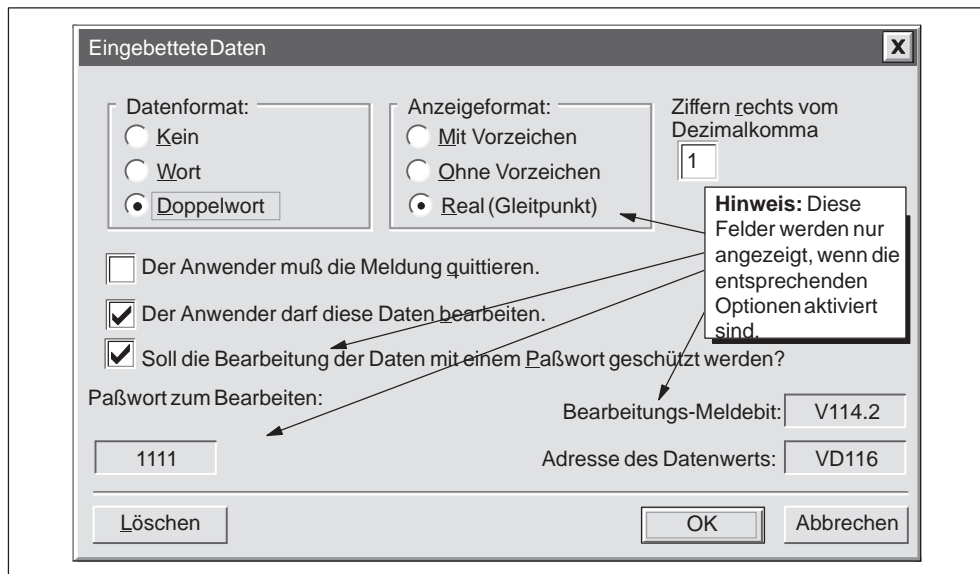 Eingebettete Daten
X
Datenformat:
Kein
Wort
Doppelwort
Anzeigeformat:
Mit Vorzeichen
Ohne Vorzeichen
Real (Gleitpunkt)
Ziffern rechts vom
Dezimalkomma
1
Hinweis: Diese
Felder werden nur
angezeigt, wenn die
entsprechenden
Optionen aktiviert
sind.
Der Anwender muß die Meldung quittieren.
Der Anwender darf diese Daten bearbeiten.
Soll die Bearbeitung der Daten mit einem Paßwort geschützt werden?
Paßwort zum Bearbeiten:
1111
Bearbeitungs-Meldebit: V114.2
Adresse des Datenwerts: VD116
Löschen
OK
Abbrechen